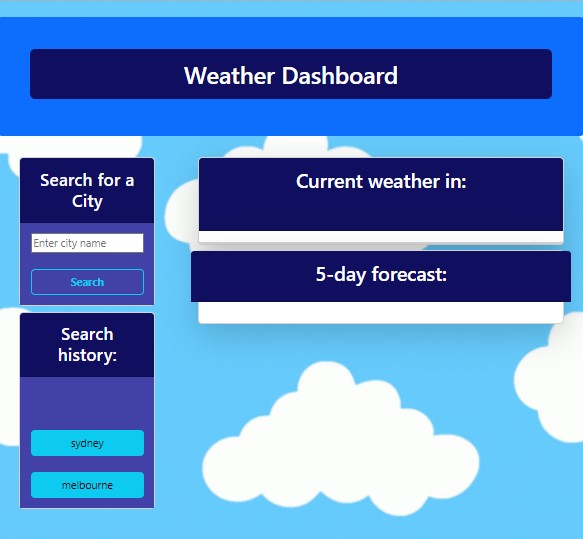 Weather Dashboard
Search for a
City
Enter city name
Search
Search
history:
sydney
melbourne
Current weather in:
5-day forecast: